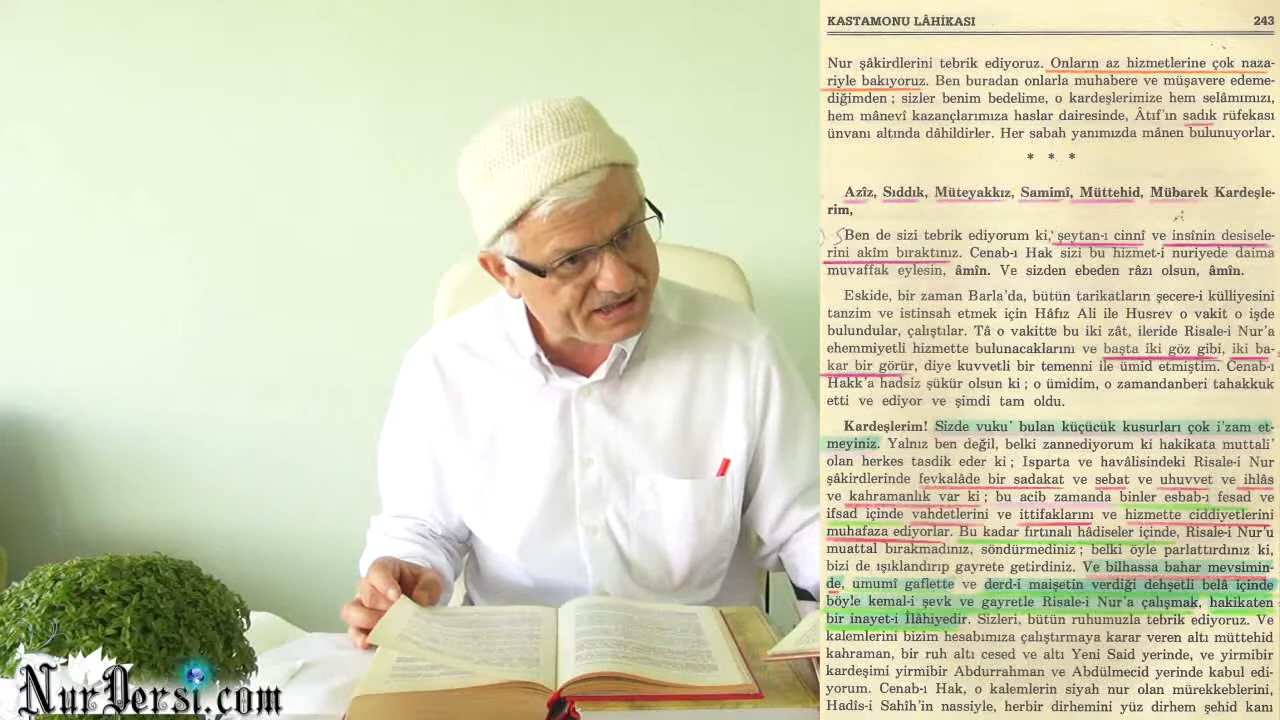 KASTAMONU LÂHİKASI 243
Nur şâkirdlerini tebrik ediyoruz. Onların az hizmetlerine çok naza-
riyle bakıyoruz. Ben buradan onlarla muhabere ve müşavere edeme-
diğimden ; sizler benim bedelime, o kardeşlerimize hem selâmımızı,
hem mânevî kazançlarımıza haslar dairesinde, Âtıf'ın sadık rüfekası
ünvanı altında dâhildirler. Her sabah yanımızda mânen bulunuyorlar.
* * *
Azîz, Sıddık, Müteyakkız, Samimî, Müttehid, Mübarek Kardeşle-
rim,
Ben de sizi tebrik ediyorum ki, şeytan-ı cinnî ve insînin desisele-
rini akîm bıraktınız. Cenab-ı Hak sizi bu hizmet-i nuriyede daima
muvaffak eylesin, âmîn. Ve sizden ebeden râzı olsun, âmîn.
Eskide, bir zaman Barla'da, bütün tarikatların şecere-i külliyesini
tanzim ve istinsah etmek için Hâfız Ali ile Husrev o vakit o işde
bulundular, çalıştılar. Tâ o vakitte bu iki zât, ileride Risale-i Nur'a
ehemmiyetli hizmette bulunacaklarını ve başta iki göz gibi, iki ba-
kar bir görür, diye kuvvetli bir temenni ile ümid etmiştim. Cenab-ı
Hakk'a hadsiz şükür olsun ki ; o ümidim, o zamandanberi tahakkuk
etti ve ediyor ve şimdi tam oldu.
Kardeşlerim! Sizde vuku' bulan küçücük kusurları çok i'zam et-
meyiniz. Yalnız ben değil, belki zannediyorum ki hakikata muttali'
olan herkes tasdik eder ki ; Isparta ve havâlisindeki Risale-i Nur
şâkirdlerinde fevkalâde bir sadakat ve sebat ve uhuvvet ve ihlâs
ve kahramanlık var ki ; bu acib zamanda binler esbab-ı fesad ve
ifsad içinde vahdetlerini ve ittifaklarını ve hizmette ciddiyetlerini
muhafaza ediyorlar. Bu kadar fırtınalı hâdiseler içinde, Risale-i Nur'u
muattal bırakmadınız, söndürmediniz ; belki öyle parlattırdınız ki,
bizi de ışıklandırıp gayrete getirdiniz. Ve bilhassa bahar mevsimin-
de, umumî gaflette ve derd-i maişetin verdiği dehşetli belâ içinde
böyle kemal-i şevk ve gayretle Risale-i Nur'a çalışmak, hakikaten
bir inayet-i İlâhiyedir. Sizleri, bütün ruhumuzla tebrik ediyoruz. Ve
kalemlerini bizim hesabımıza çalıştırmaya karar veren altı müttehid
kahraman, bir ruh altı cesed ve altı Yeni Said yerinde, ve yirmibir
kardeşimi yirmibir Abdurrahman ve Abdülmecid yerinde kabul edi-
yorum. Cenab-ı Hak, o kalemlerin siyah nur olan mürekkeblerini,
Hadîs-i Sahîh'in nassiyle, herbir dirhemini yüz dirhem şehid kanı
NurDersi.com